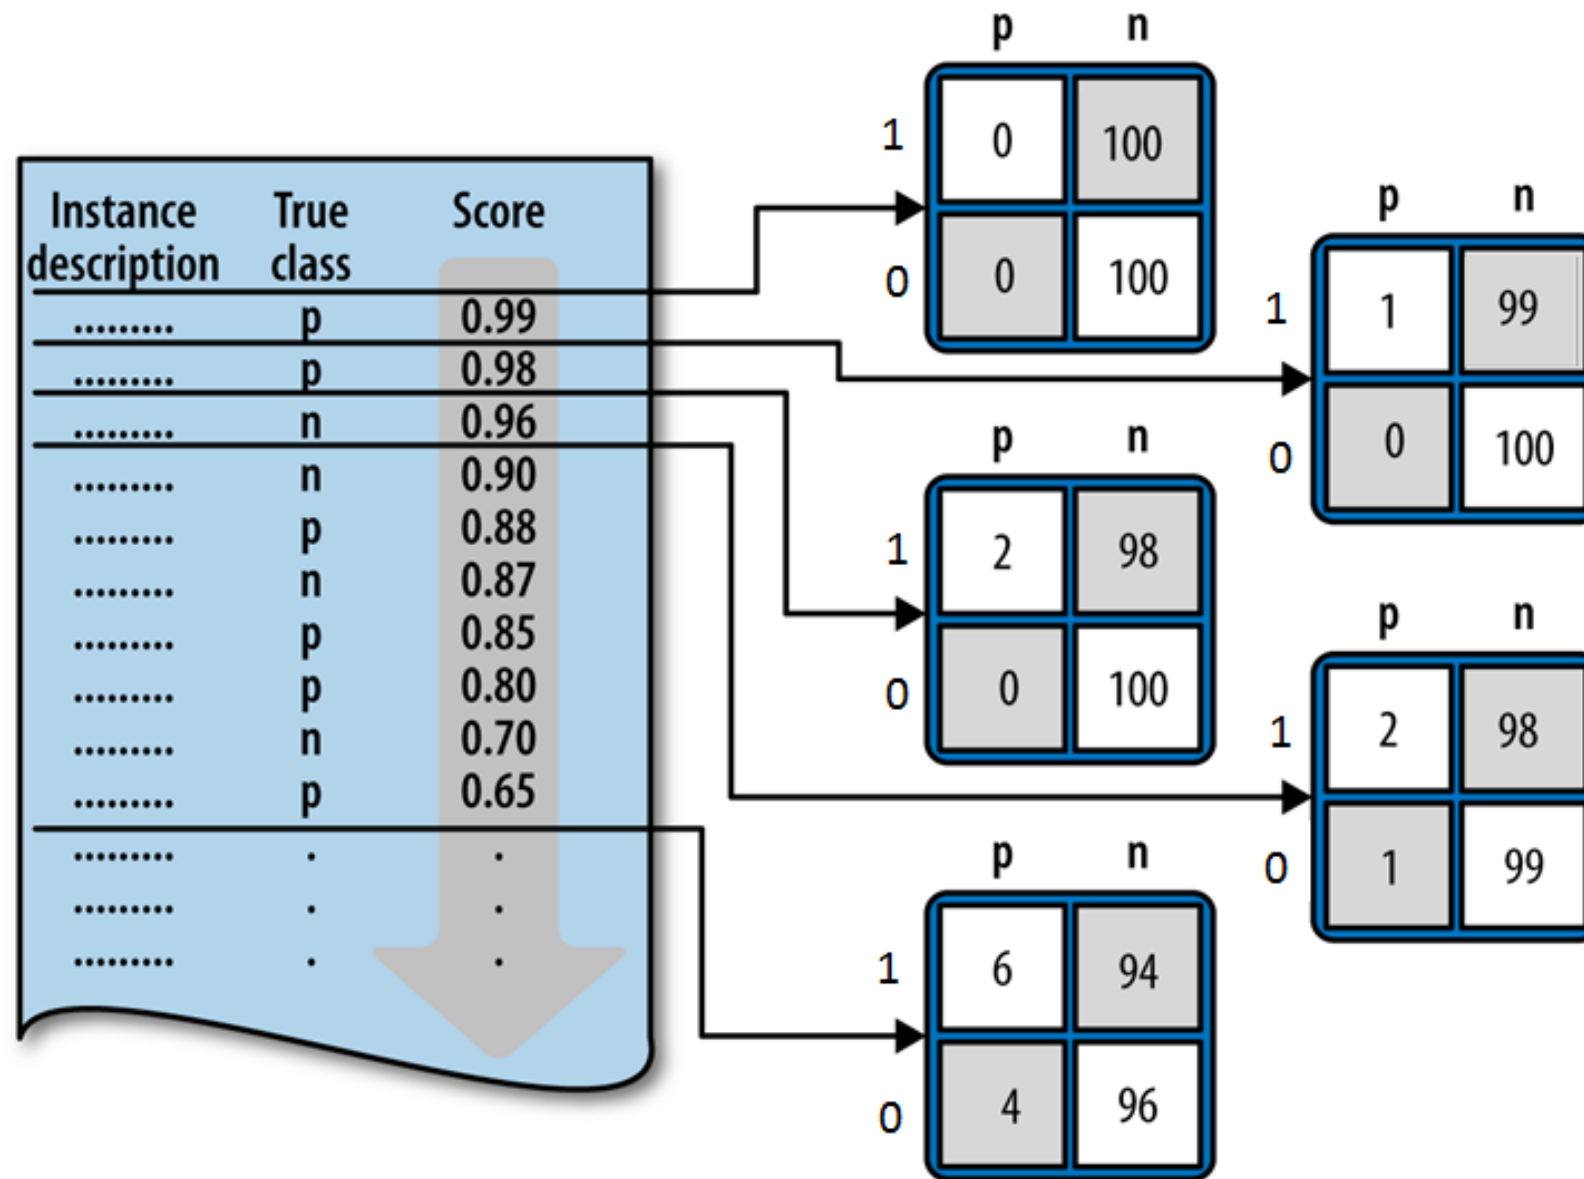 Instance True Score
description class
......... p 0.99
......... p 0.98
......... n 0.96
......... n 0.90
......... p 0.88
......... n 0.87
......... p 0.85
......... p 0.80
......... n 0.70
......... p 0.65
......... . .
......... . .
......... . .
p n
1 0 100
0 0 100
p n
1 1 99
0 0 100
p n
1 2 98
0 0 100
p n
1 2 98
0 1 99
p n
1 6 94
0 4 96